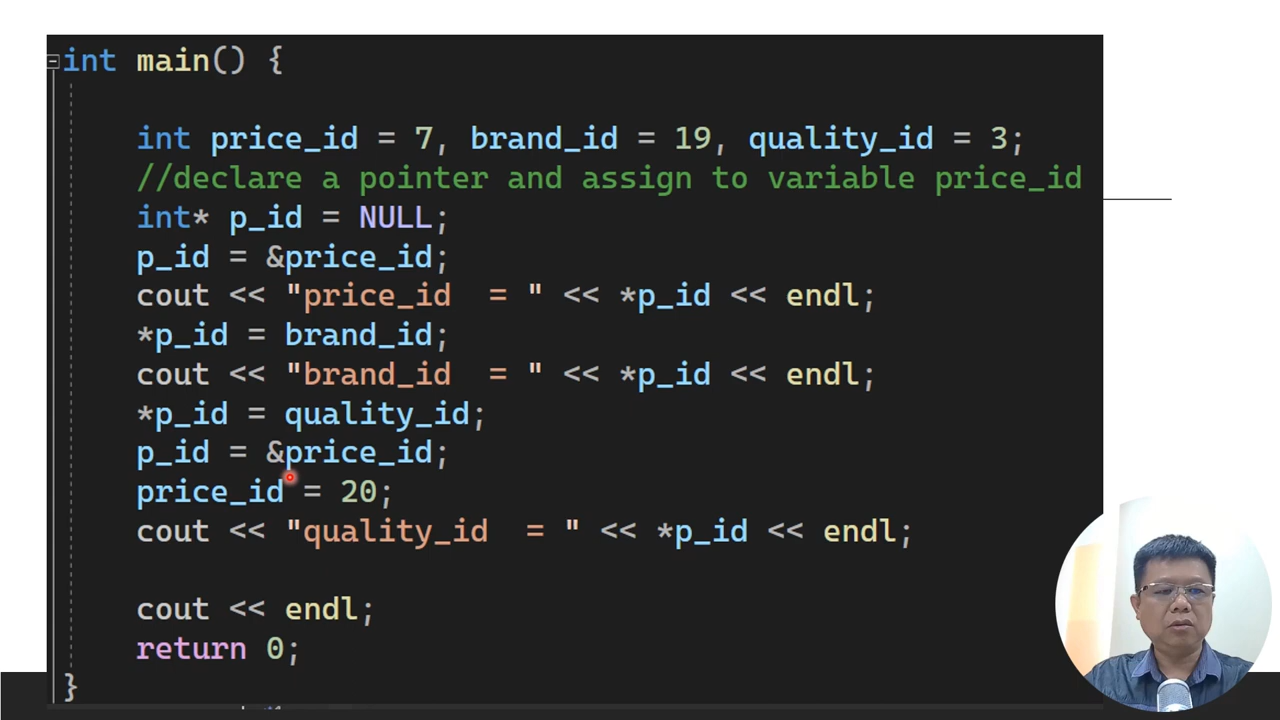 int main() {
int price_id = 7, brand_id = 19, quality_id = 3;
//declare a pointer and assign to variable price_id
int* p_id = NULL;
p_id = &price_id;
cout << "price_id  = " << *p_id << endl;
*p_id = brand_id;
cout << "brand_id  = " << *p_id << endl;
*p_id = quality_id;
p_id = &price_id;
price_id = 20;
cout << "quality_id  = " << *p_id << endl;
cout << endl;
return 0;
}